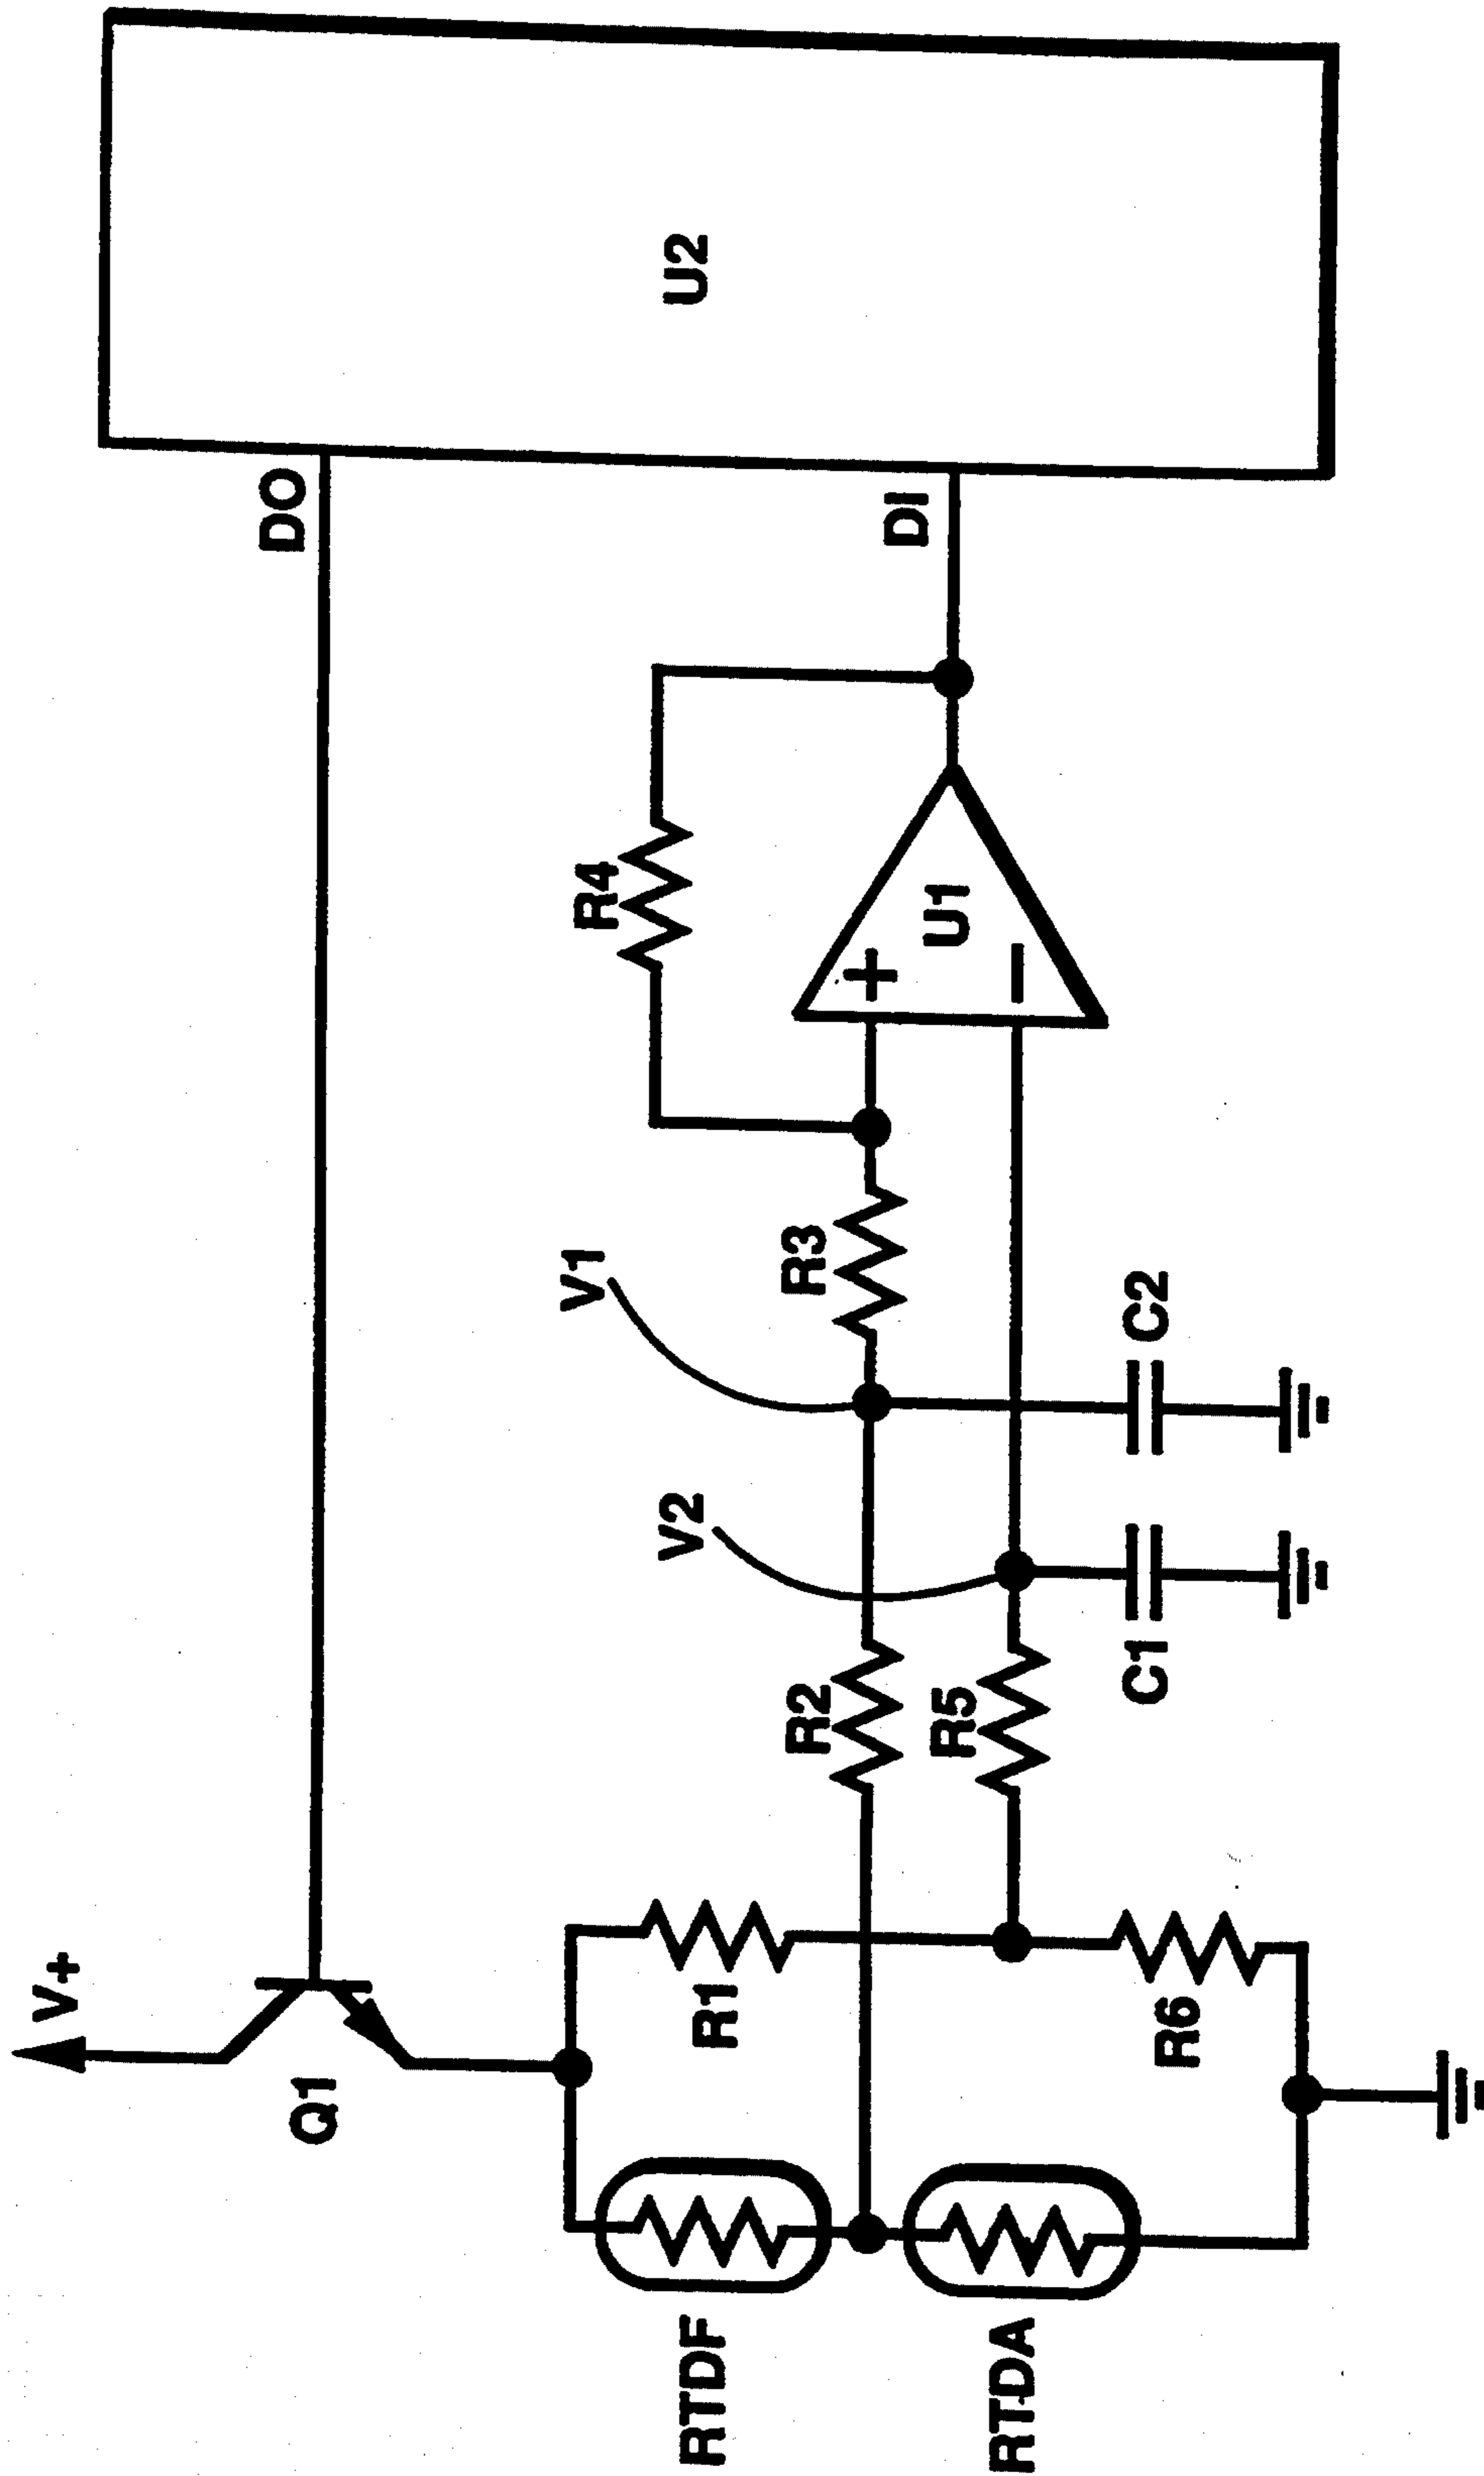 V+
Q1
DO
RTDF
R1
V2
V1
R4
R2
R3
U2
RTDA
R5
U1
DI
R6
C1
C2
+
−